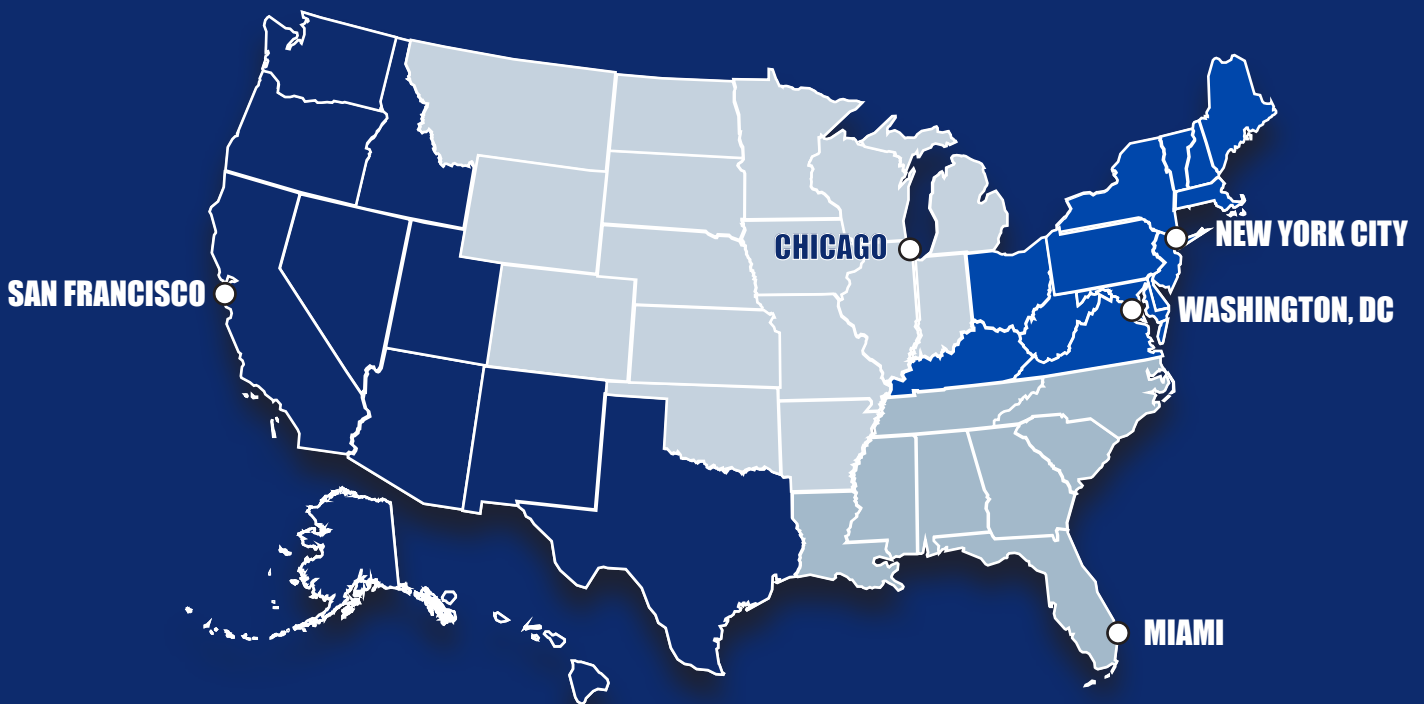 NEW YORK CITY
CHICAGO
SAN FRANCISCO
WASHINGTON, DC
MIAMI